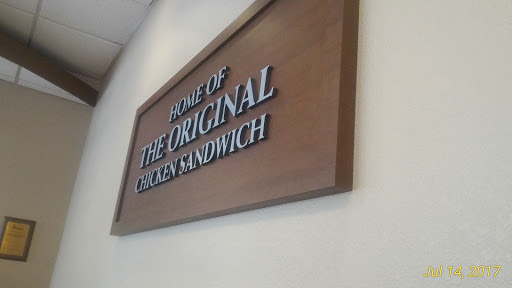 HOME OF
THE ORIGINAL
CHICKEN SANDWICH
Jul 14, 2017